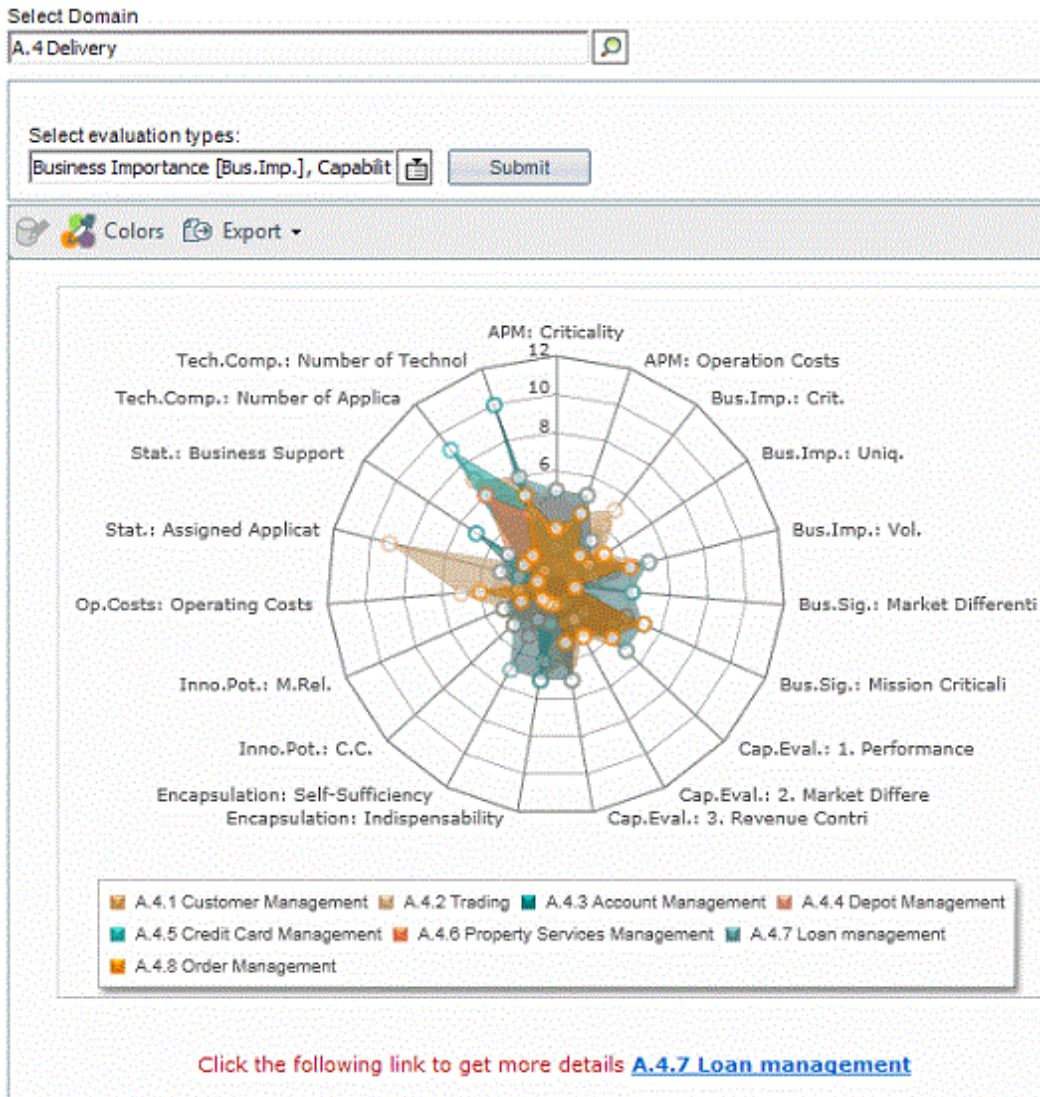 Select Domain
A.4 Delivery
Select evaluation types:
Business Importance [Bus.Imp.], Capabilit
Submit
Colors Export
APM: Criticality
12
10
8
6
APM: Operation Costs
Bus.Imp.: Crit.
Bus.Imp.: Uniq.
Bus.Imp.: Vol.
Bus.Sig.: Market Differenti
Bus.Sig.: Mission Criticali
Cap.Eval.: 1. Performance
Cap.Eval.: 2. Market Differe
Cap.Eval.: 3. Revenue Contri
Encapsulation: Indispensability
Encapsulation: Self-Sufficiency
Inno.Pot.: C.C.
Inno.Pot.: M.Rel.
Op.Costs: Operating Costs
Stat.: Assigned Applicat
Stat.: Business Support
Tech.Comp.: Number of Applica
Tech.Comp.: Number of Technol
A.4.1 Customer Management A.4.2 Trading A.4.3 Account Management A.4.4 Depot Management
A.4.5 Credit Card Management A.4.6 Property Services Management A.4.7 Loan management
A.4.8 Order Management
Click the following link to get more details A.4.7 Loan management